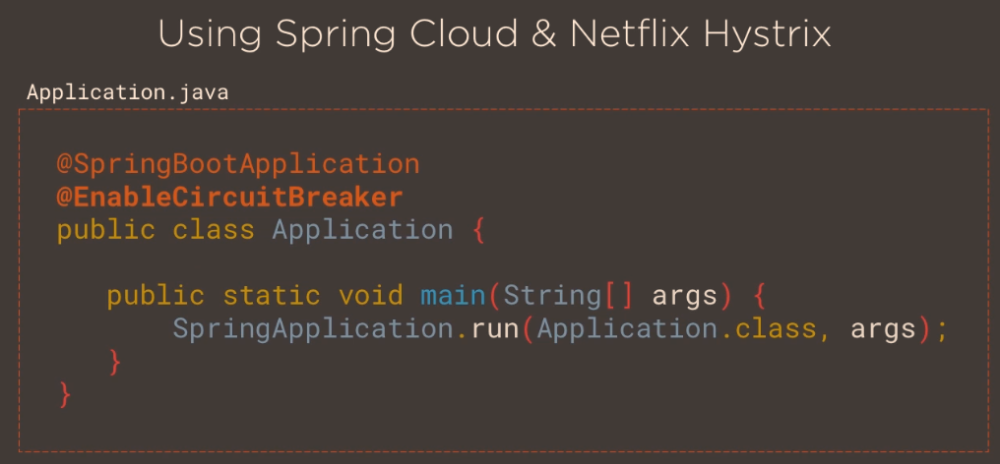 Using Spring Cloud & Netflix Hystrix
Application.java
@SpringBootApplication
@EnableCircuitBreaker
public class Application {
public static void main(String[] args) {
SpringApplication.run(Application.class, args);
}
}